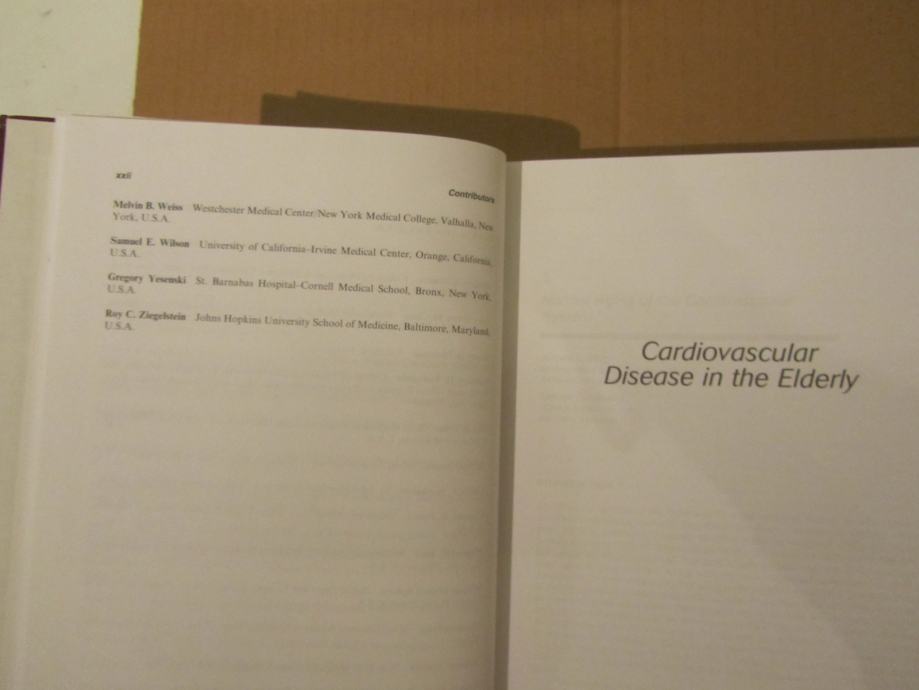 xxii
Contributors
Melvin B. Weiss Westchester Medical Center/New York Medical College, Valhalla, New
York, U.S.A.
Samuel E. Wilson University of California–Irvine Medical Center, Orange, California,
U.S.A.
Gregory Yesenski St. Barnabas Hospital–Cornell Medical School, Bronx, New York,
U.S.A.
Roy C. Ziegelstein Johns Hopkins University School of Medicine, Baltimore, Maryland,
U.S.A.
Cardiovascular
Disease in the Elderly